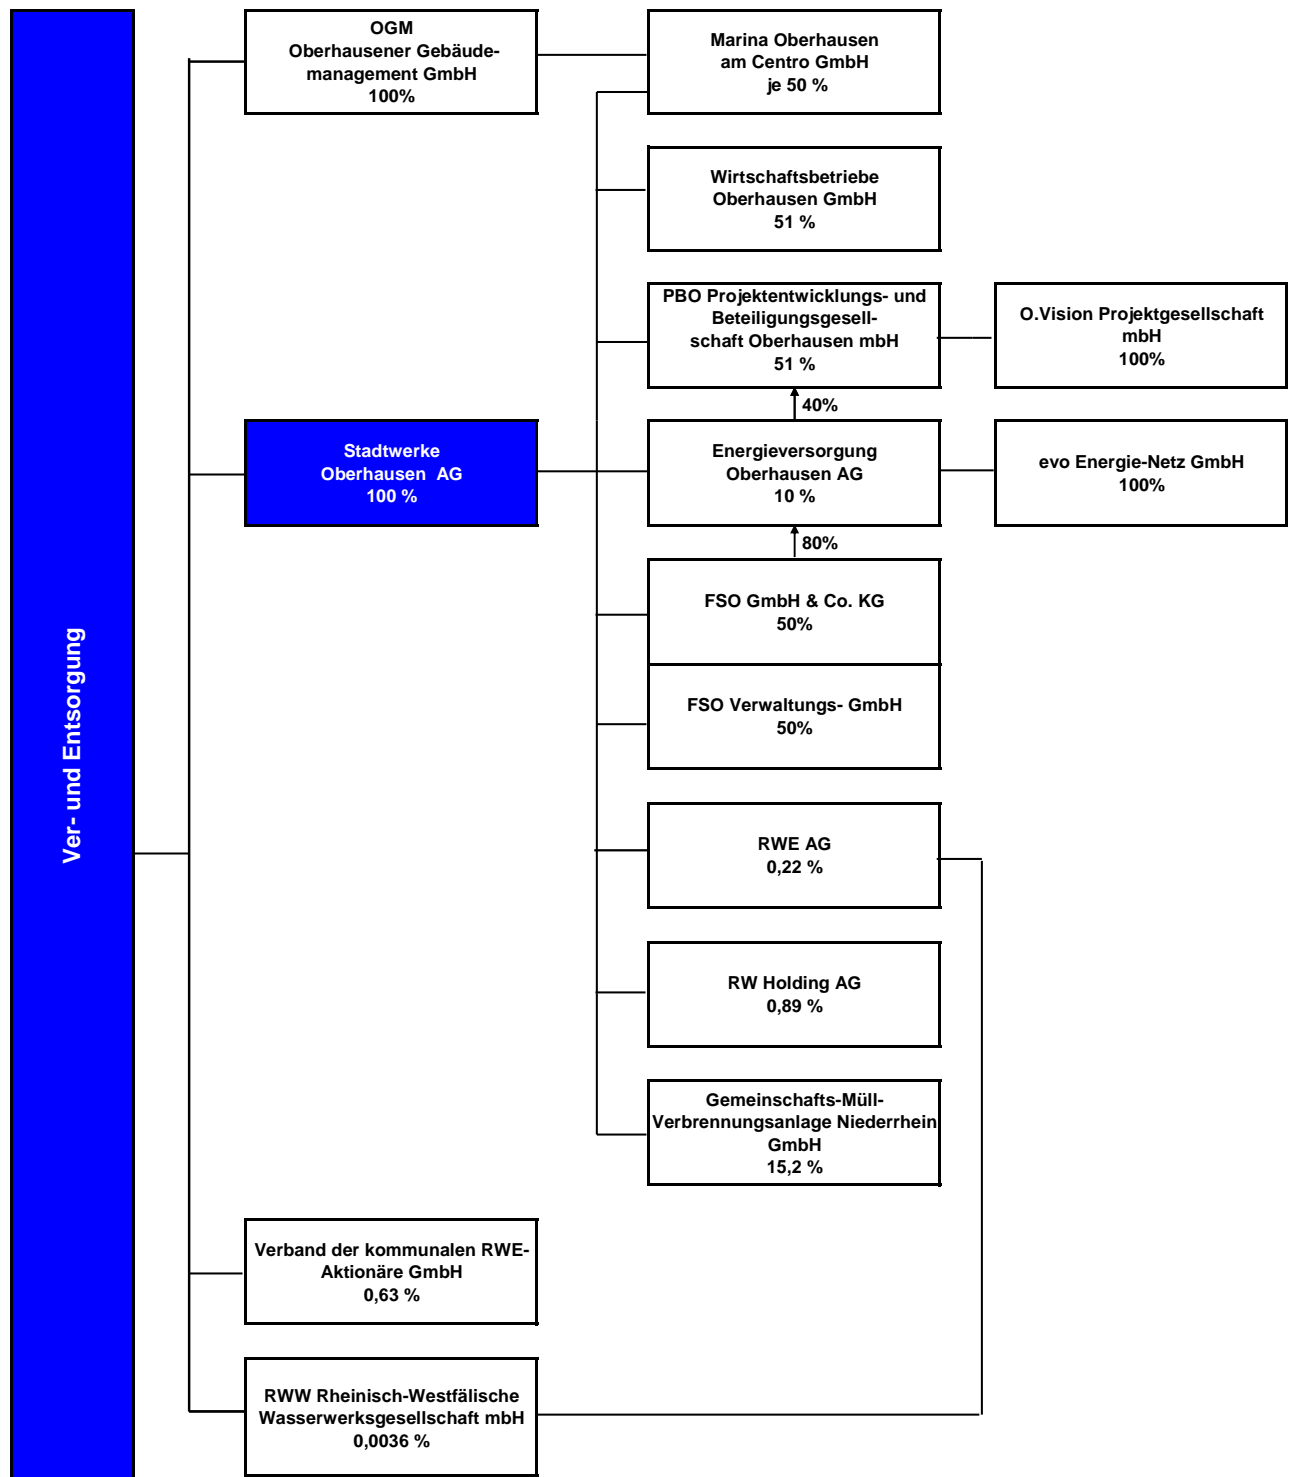 Ver- und Entsorgung
OGM
Oberhausener Gebäude-
management GmbH
100%
Marina Oberhausen
am Centro GmbH
je 50 %
Wirtschaftsbetriebe
Oberhausen GmbH
51 %
PBO Projektentwicklungs- und
Beteiligungsgesell-
schaft Oberhausen mbH
51 %
O.Vision Projektgesellschaft
mbH
100%
40%
Stadtwerke
Oberhausen AG
100 %
Energieversorgung
Oberhausen AG
10 %
evo Energie-Netz GmbH
100%
80%
FSO GmbH & Co. KG
50%
FSO Verwaltungs- GmbH
50%
RWE AG
0,22 %
RW Holding AG
0,89 %
Gemeinschafts-Müll-
Verbrennungsanlage Niederrhein
GmbH
15,2 %
Verband der kommunalen RWE-
Aktionäre GmbH
0,63 %
RWW Rheinisch-Westfälische
Wasserwerksgesellschaft mbH
0,0036 %